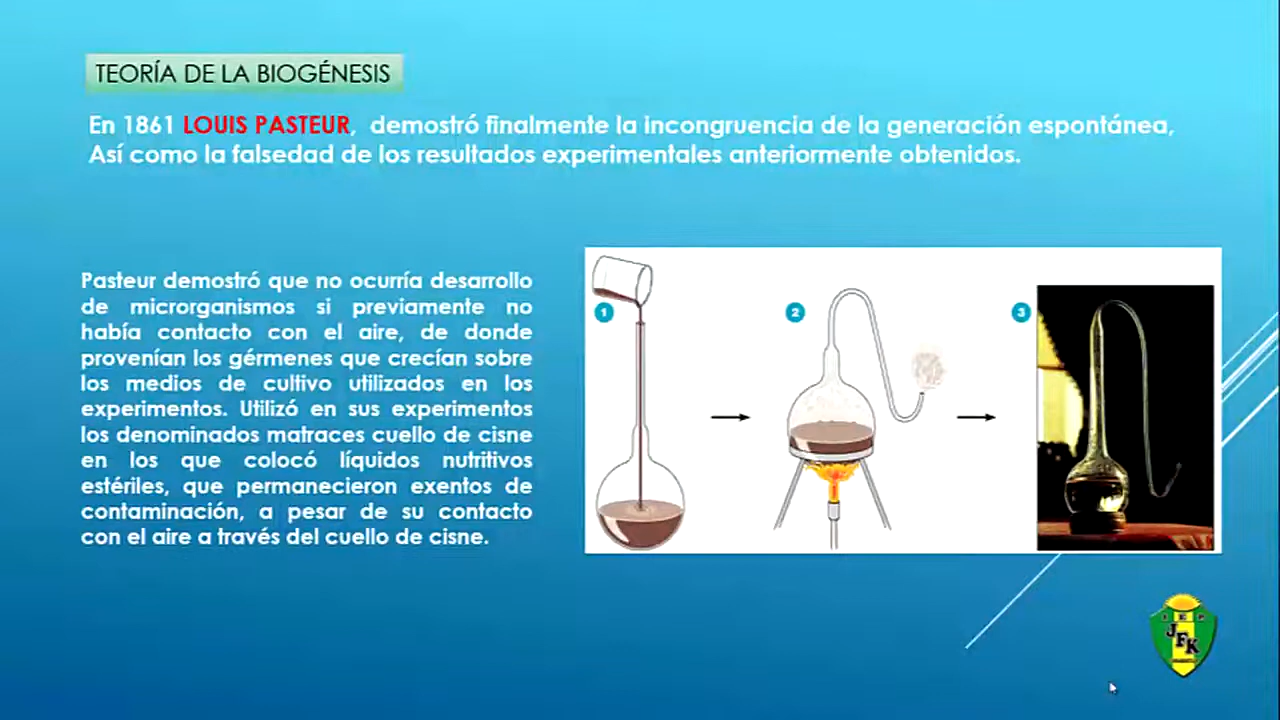 TEORÍA DE LA BIOGÉNESIS
En 1861 LOUIS PASTEUR, demostró finalmente la incongruencia de la generación espontánea,
Así como la falsedad de los resultados experimentales anteriormente obtenidos.
Pasteur demostró que no ocurría desarrollo
de microrganismos si previamente no
había contacto con el aire, de donde
provenían los gérmenes que crecían sobre
los medios de cultivo utilizados en los
experimentos. Utilizó en sus experimentos
los denominados matraces cuello de cisne
en los que colocó líquidos nutritivos
estériles, que permanecieron exentos de
contaminación, a pesar de su contacto
con el aire a través del cuello de cisne.
1
2
3
I E P
JFK